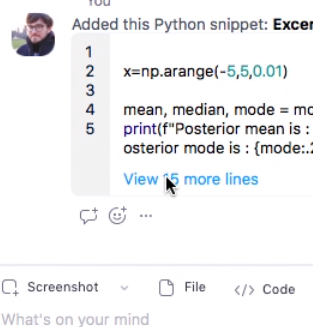 You
Added this Python snippet: Excer
1
2 x=np.arange(-5,5,0.01)
3
4 mean, median, mode = mo
5 print(f"Posterior mean is :
osterior mode is : {mode:.2
View 15 more lines
Screenshot File </> Code
What's on your mind